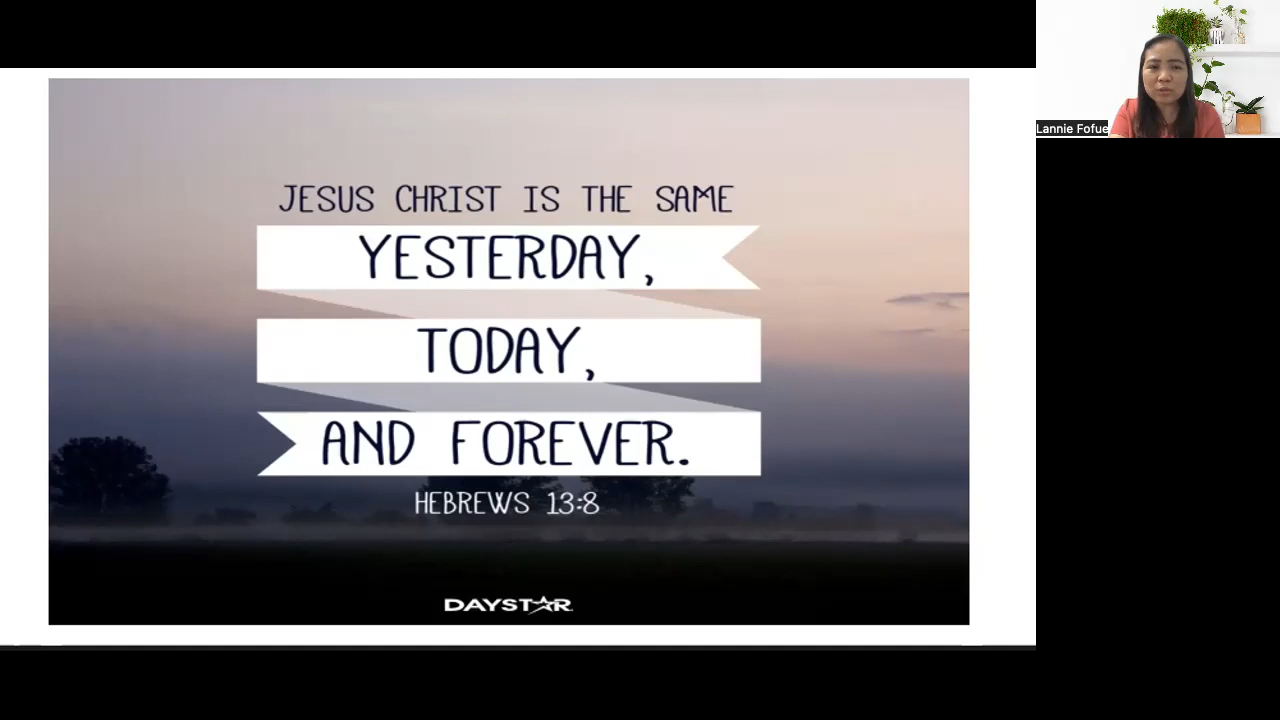 JESUS CHRIST IS THE SAME
YESTERDAY,
TODAY,
AND FOREVER.
HEBREWS 13:8
DAYSTAR
Lannie Fofue